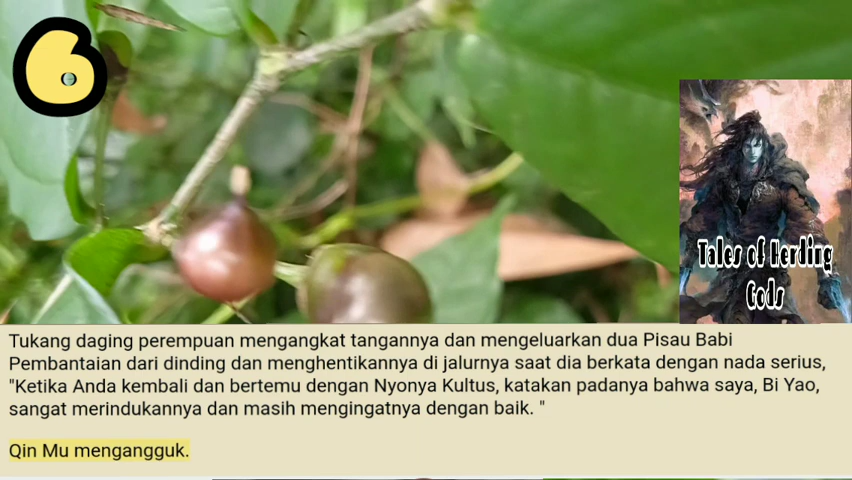 6
Tales of Herding
Gods
Tukang daging perempuan mengangkat tangannya dan mengeluarkan dua Pisau Babi
Pembantaian dari dinding dan menghentikannya di jalurnya saat dia berkata dengan nada serius,
"Ketika Anda kembali dan bertemu dengan Nyonya Kultus, katakan padanya bahwa saya, Bi Yao,
sangat merindukannya dan masih mengingatnya dengan baik. "
Qin Mu mengangguk.